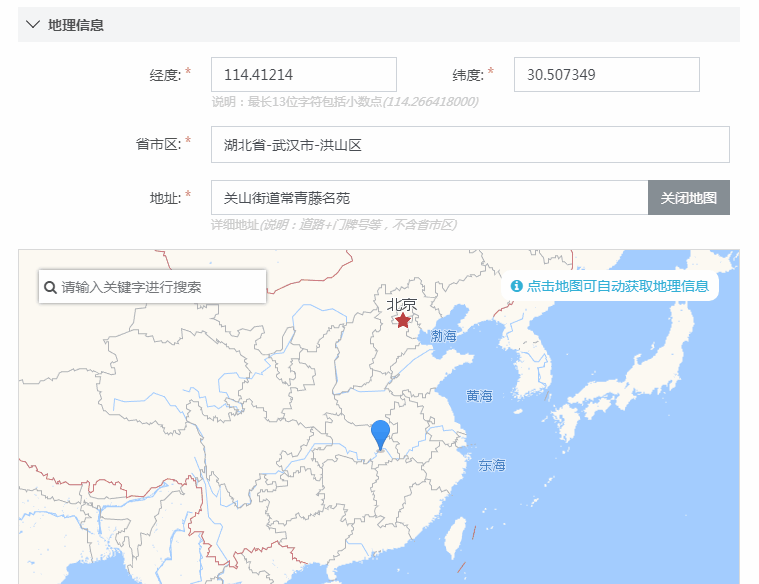 地理信息
经度: * 114.41214 纬度: * 30.507349
说明：最长13位字符包括小数点(114.266418000)
省市区: * 湖北省-武汉市-洪山区
地址: * 关山街道常青藤名苑 关闭地图
详细地址(说明：道路+门牌号等，不含省市区)
请输入关键字进行搜索
点击地图可自动获取地理信息
北京
渤海
黄海
东海